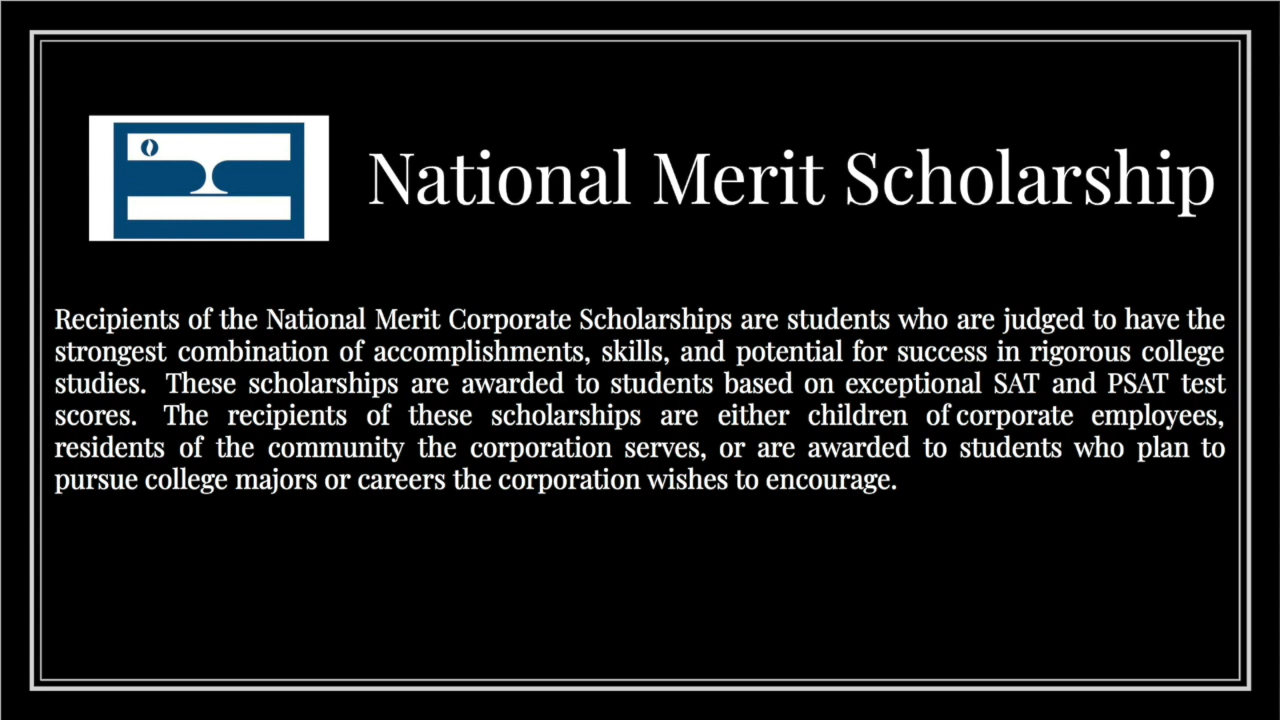 National Merit Scholarship
Recipients of the National Merit Corporate Scholarships are students who are judged to have the
strongest combination of accomplishments, skills, and potential for success in rigorous college
studies. These scholarships are awarded to students based on exceptional SAT and PSAT test
scores. The recipients of these scholarships are either children of corporate employees,
residents of the community the corporation serves, or are awarded to students who plan to
pursue college majors or careers the corporation wishes to encourage.